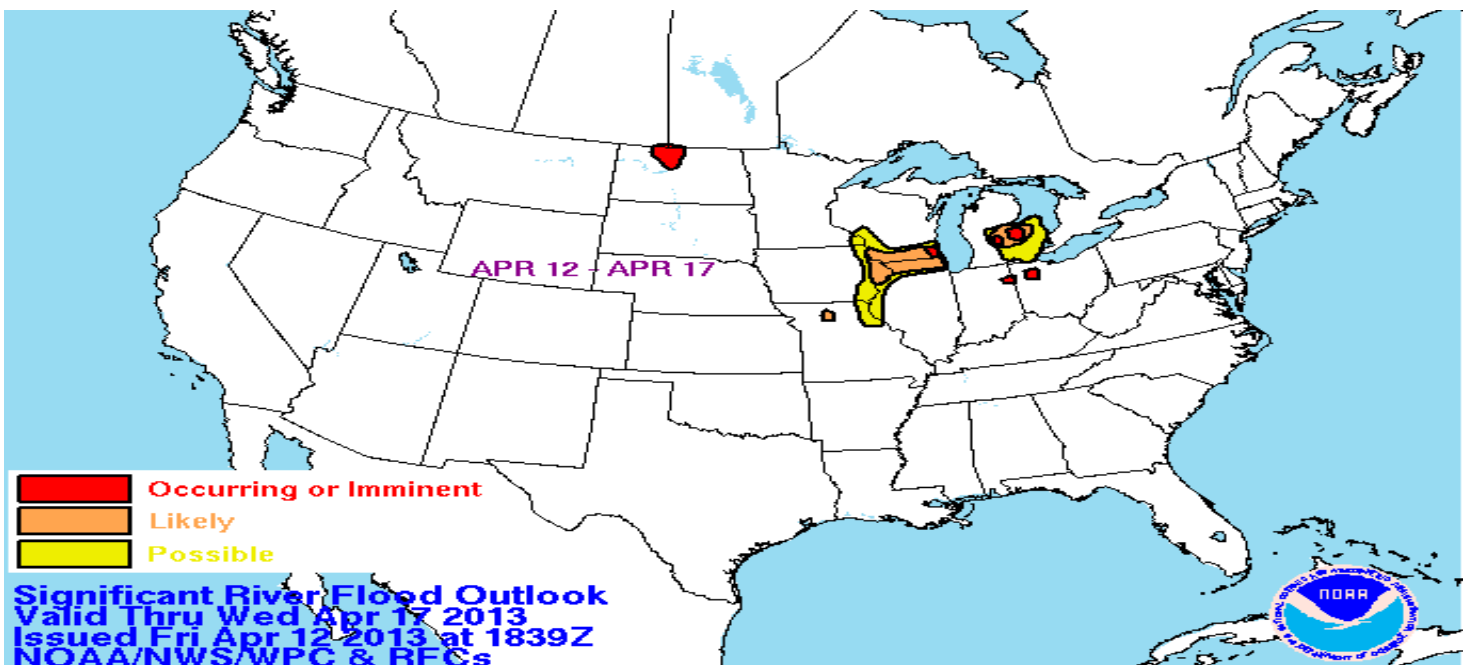 APR 12 - APR 17
Occurring or Imminent
Likely
Possible
Significant River Flood Outlook
Valid Thru Wed Apr 17 2013
Issued Fri Apr 12 2013 at 1839Z
NOAA/NWS/WPC & RFCs
NOAA